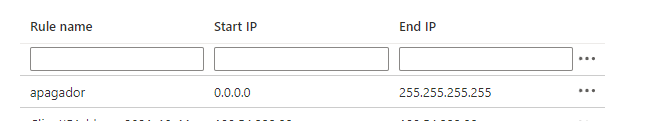 Rule name Start IP End IP
apagador 0.0.0.0 255.255.255.255